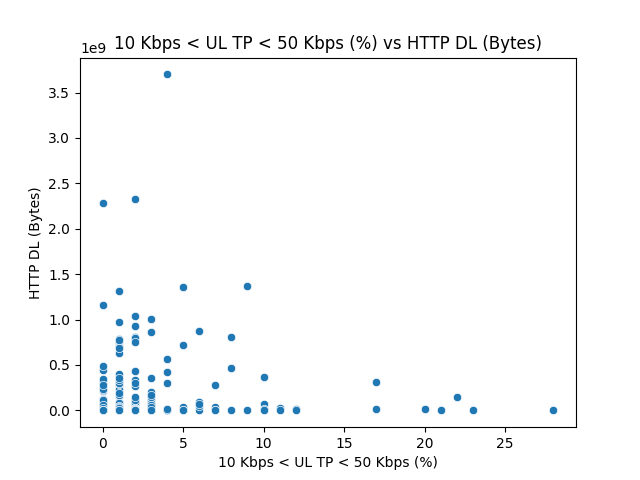 10 Kbps < UL TP < 50 Kbps (%) vs HTTP DL (Bytes)
1e9
3.5
3.0
2.5
2.0
1.5
1.0
0.5
0.0
HTTP DL (Bytes)
0 5 10 15 20 25
10 Kbps < UL TP < 50 Kbps (%)